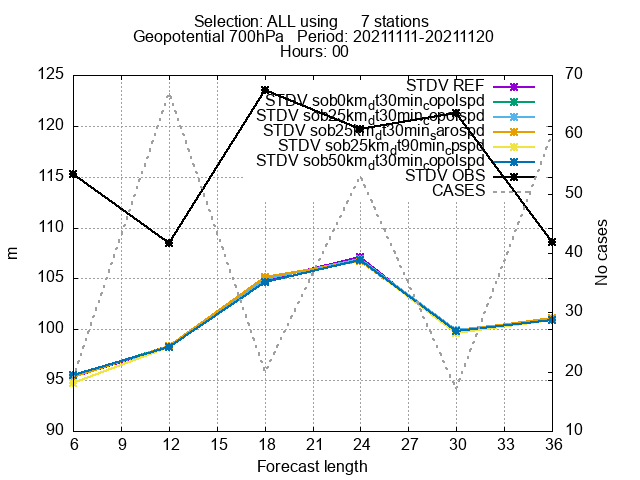 Selection: ALL using 7 stations
Geopotential 700hPa Period: 20211111-20211120
Hours: 00
STDV REF
STDV sob0km_dt30min_copolspd
STDV sob25km_dt30min_copolspd
STDV sob25km_dt30min_sarospd
STDV sob25km_dt90min_cpspd
STDV sob50km_dt30min_copolspd
STDV OBS
CASES
125
120
115
110
105
100
95
90
m
70
60
50
40
30
20
10
No cases
6 9 12 15 18 21 24 27 30 33 36
Forecast length